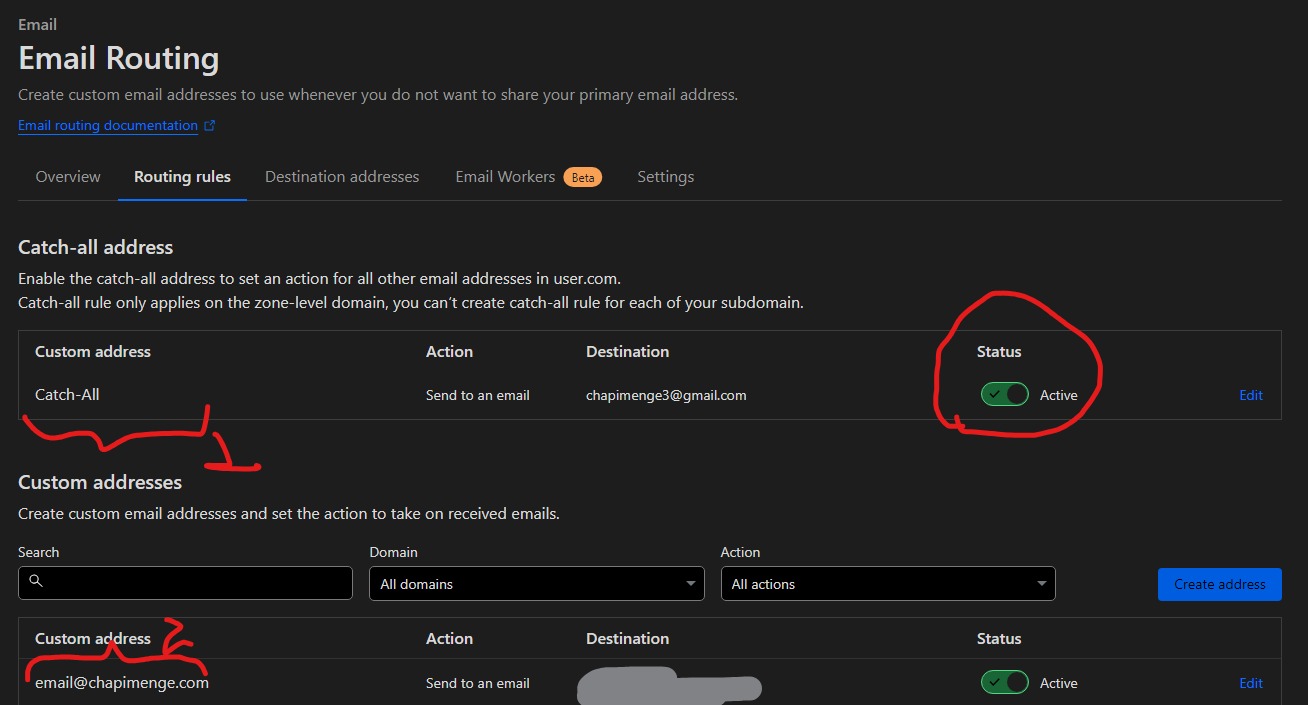 Email
Email Routing
Create custom email addresses to use whenever you do not want to share your primary email address.
Email routing documentation
Overview Routing rules Destination addresses Email Workers Beta Settings
Catch-all address
Enable the catch-all address to set an action for all other email addresses in user.com.
Catch-all rule only applies on the zone-level domain, you can't create catch-all rule for each of your subdomain.
Custom address Action Destination Status
Catch-All Send to an email chapimenge3@gmail.com Active Edit
1
Custom addresses
Create custom email addresses and set the action to take on received emails.
Search Domain Action
All domains All actions Create address
2
Custom address Action Destination Status
email@chapimenge.com Send to an email Active Edit